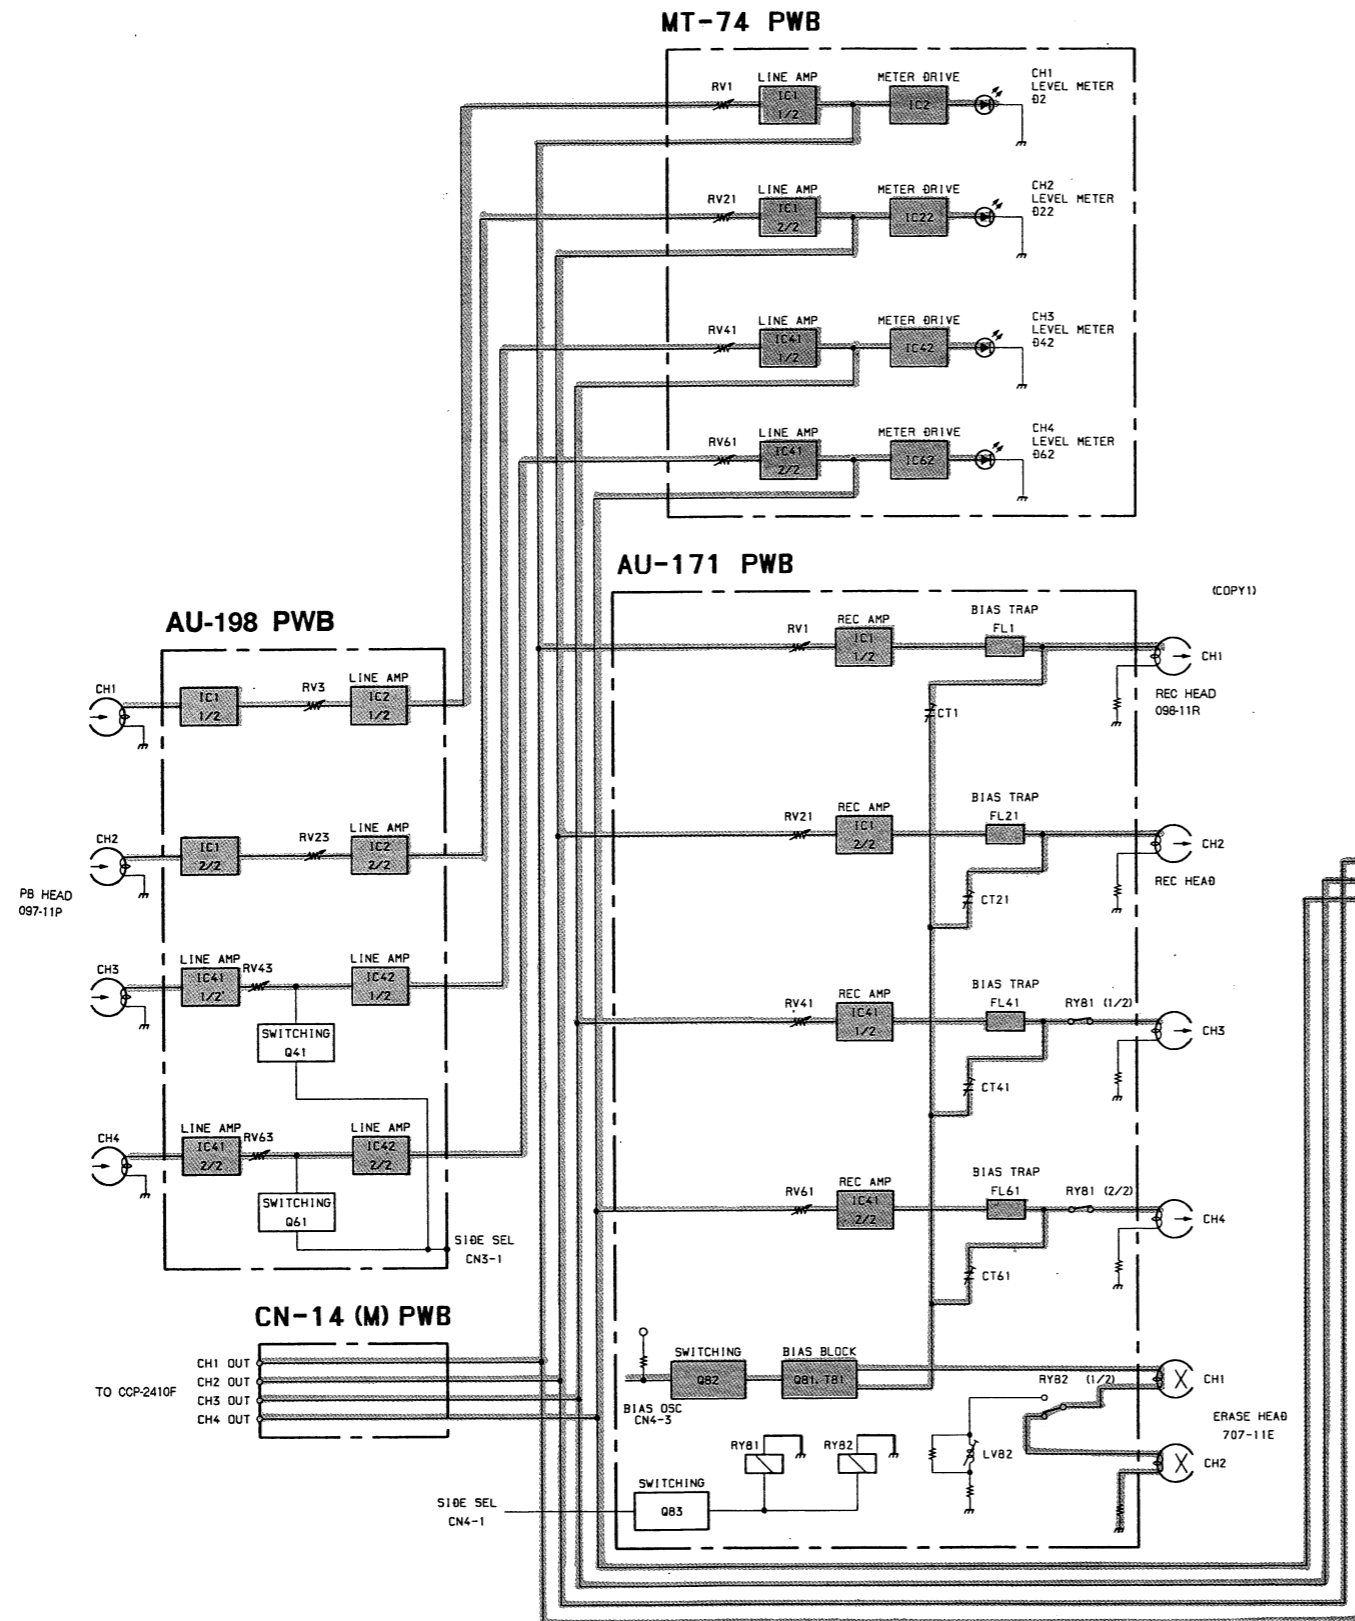 MT-74 PWB
RV1
LINE AMP
IC1
1/2
METER DRIVE
IC2
CH1
LEVEL METER
D2
RV21
LINE AMP
IC1
2/2
METER DRIVE
IC22
CH2
LEVEL METER
D22
RV41
LINE AMP
IC41
1/2
METER DRIVE
IC42
CH3
LEVEL METER
D42
RV61
LINE AMP
IC41
2/2
METER DRIVE
IC62
CH4
LEVEL METER
D62
AU-171 PWB
(COPY1)
RV1
REC AMP
IC1
1/2
BIAS TRAP
FL1
CH1
REC HEAD
098-11R
CT1
RV21
REC AMP
IC1
2/2
BIAS TRAP
FL21
CH2
REC HEAD
CT21
RV41
REC AMP
IC41
1/2
BIAS TRAP
FL41
RY81 (1/2)
CH3
CT41
RV61
REC AMP
IC41
2/2
BIAS TRAP
FL61
RY81 (2/2)
CH4
CT61
SWITCHING
Q82
BIAS BLOCK
Q81, T81
BIAS OSC
CN4-3
RY82 (1/2)
CH1
ERASE HEAD
707-11E
CH2
RY81
RY82
LV82
SWITCHING
Q83
SIDE SEL
CN4-1
AU-198 PWB
CH1
IC1
1/2
RV3
LINE AMP
IC2
1/2
CH2
IC1
2/2
RV23
LINE AMP
IC2
2/2
PB HEAD
097-11P
CH3
LINE AMP
IC41
1/2
RV43
LINE AMP
IC42
1/2
SWITCHING
Q41
CH4
LINE AMP
IC41
2/2
RV63
LINE AMP
IC42
2/2
SWITCHING
Q61
SIDE SEL
CN3-1
CN-14 (M) PWB
TO CCP-2410F
CH1 OUT
CH2 OUT
CH3 OUT
CH4 OUT